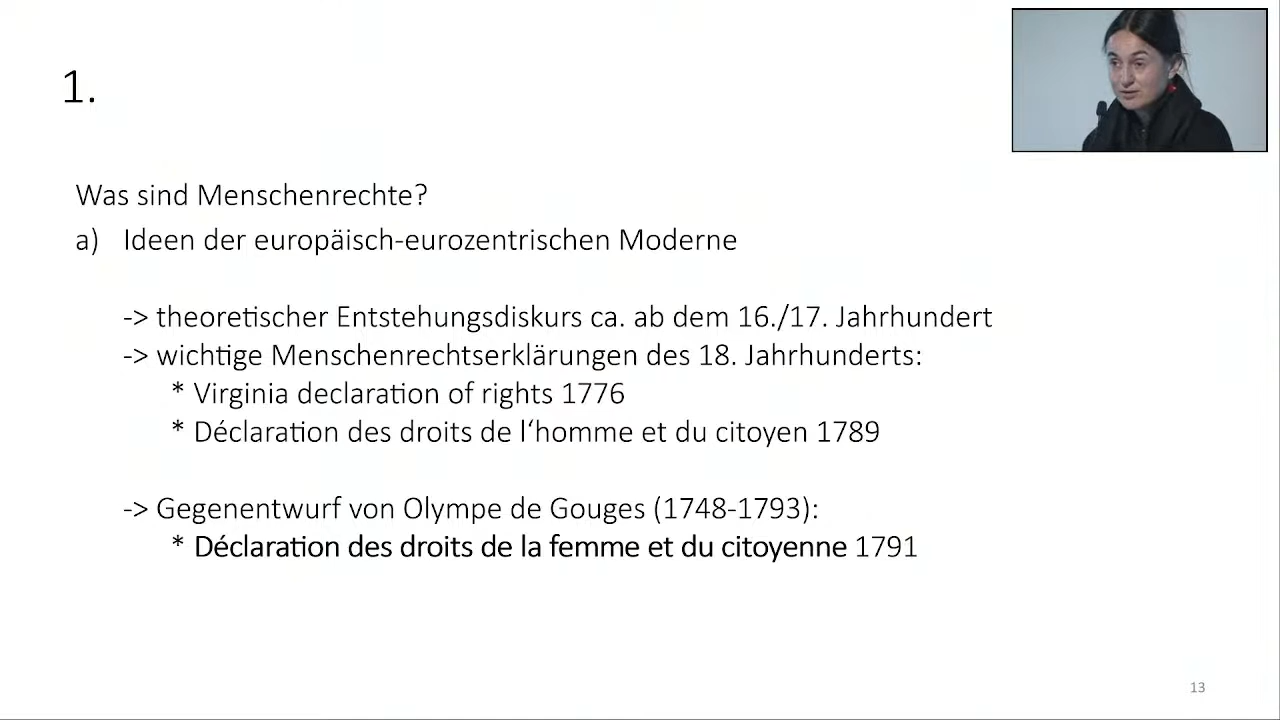 1.
Was sind Menschenrechte?
a) Ideen der europäisch-eurozentrischen Moderne
-> theoretischer Entstehungsdiskurs ca. ab dem 16./17. Jahrhundert
-> wichtige Menschenrechtserklärungen des 18. Jahrhunderts:
* Virginia declaration of rights 1776
* Déclaration des droits de l‘homme et du citoyen 1789
-> Gegenentwurf von Olympe de Gouges (1748-1793):
* Déclaration des droits de la femme et du citoyenne 1791
13